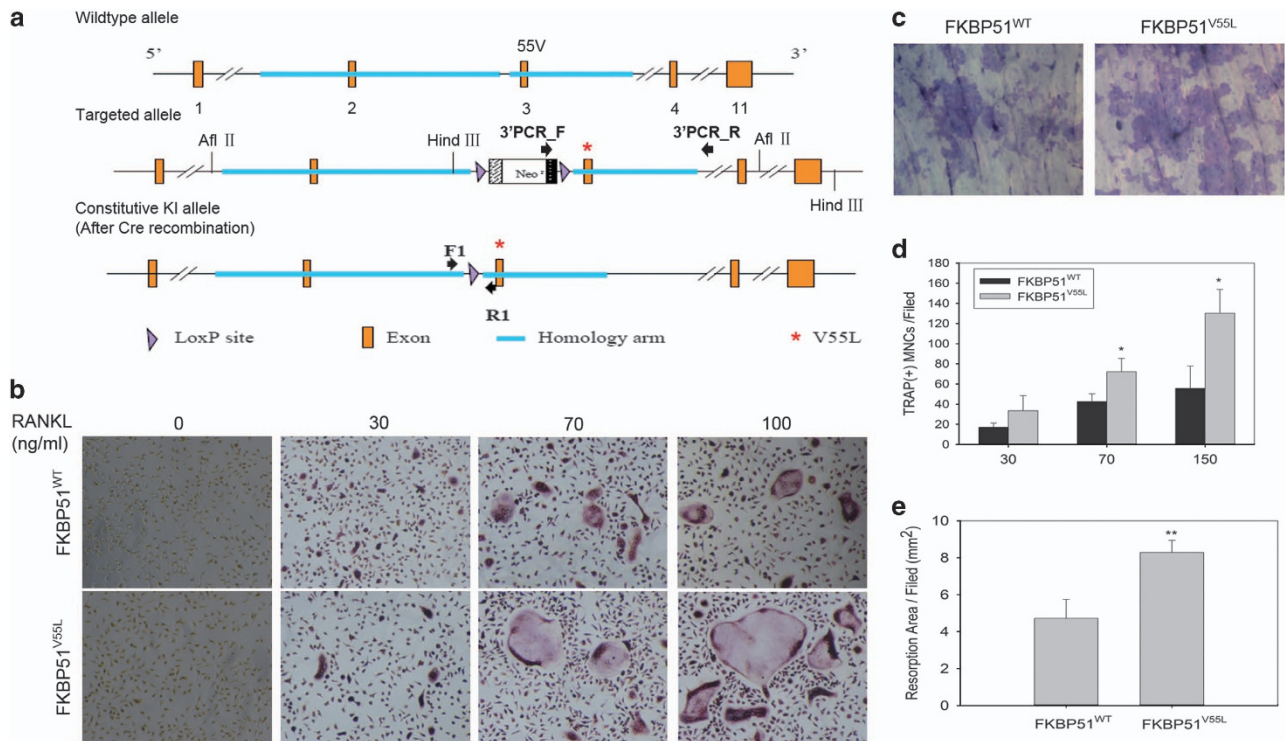 a
Wildtype allele
5’
55V
3’
1
2
3
4
11
Targeted allele
Afl II
Hind III
3’PCR_F
*
3’PCR_R
Afl II
Neo r
Hind III
Constitutive KI allele
(After Cre recombination)
F1
*
R1
LoxP site
Exon
Homology arm
* V55L
b
RANKL
(ng/ml)
0
30
70
100
FKBP51WT
FKBP51V55L
c
FKBP51WT
FKBP51V55L
d
TRAP(+) MNCs /Filed
180
160
140
120
100
80
60
40
20
0
FKBP51WT
FKBP51V55L
*
*
30
70
150
e
Resorption Area / Filed (mm2)
10
8
6
4
2
0
**
FKBP51WT
FKBP51V55L